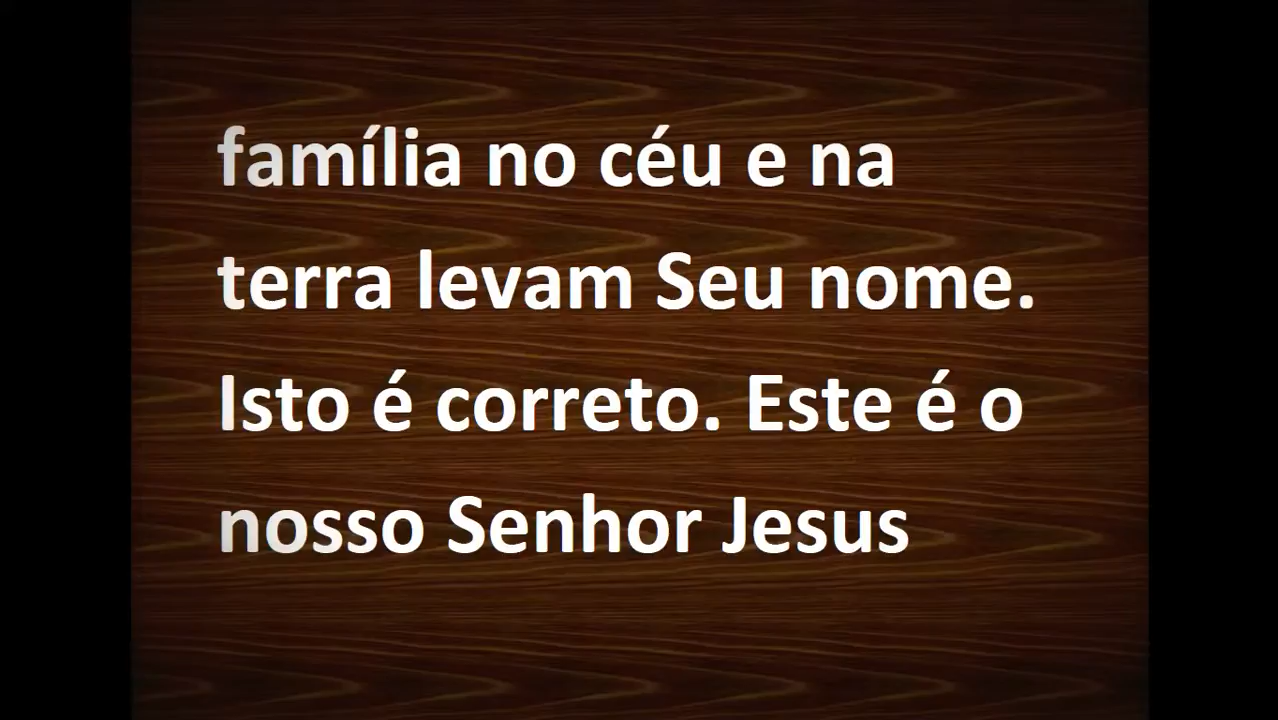 família no céu e na
terra levam Seu nome.
Isto é correto. Este é o
nosso Senhor Jesus